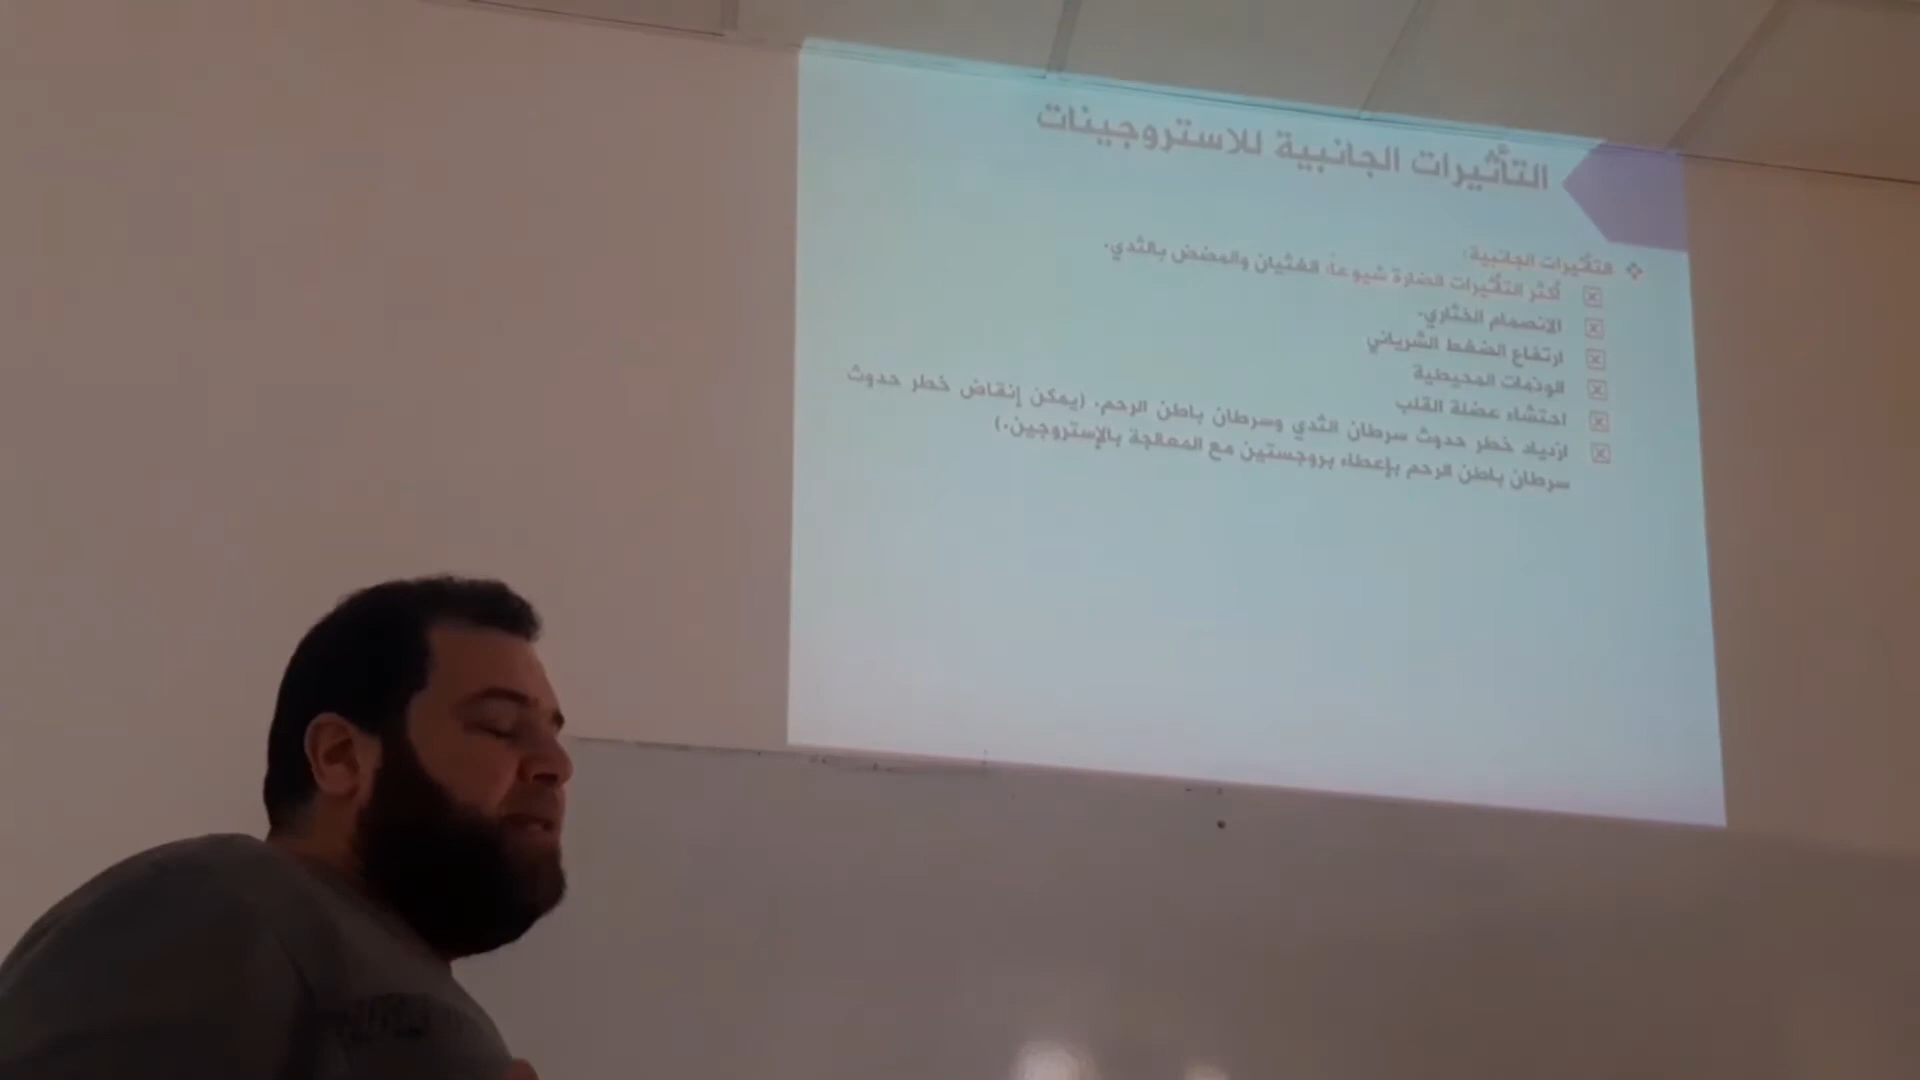 التأثيرات الجانبية للاستروجينات
التأثيرات الجانبية:
أكثر التأثيرات الضارة شيوعاً: الغثيان والمضض بالثدي.
الانصمام الخثاري.
ارتفاع الضغط الشرياني
الوذمات المحيطية
احتشاء عضلة القلب
ازدياد خطر حدوث سرطان الثدي وسرطان باطن الرحم. (يمكن إنقاض خطر حدوث
سرطان باطن الرحم بإعطاء بروجستين مع المعالجة بالإستروجين.)